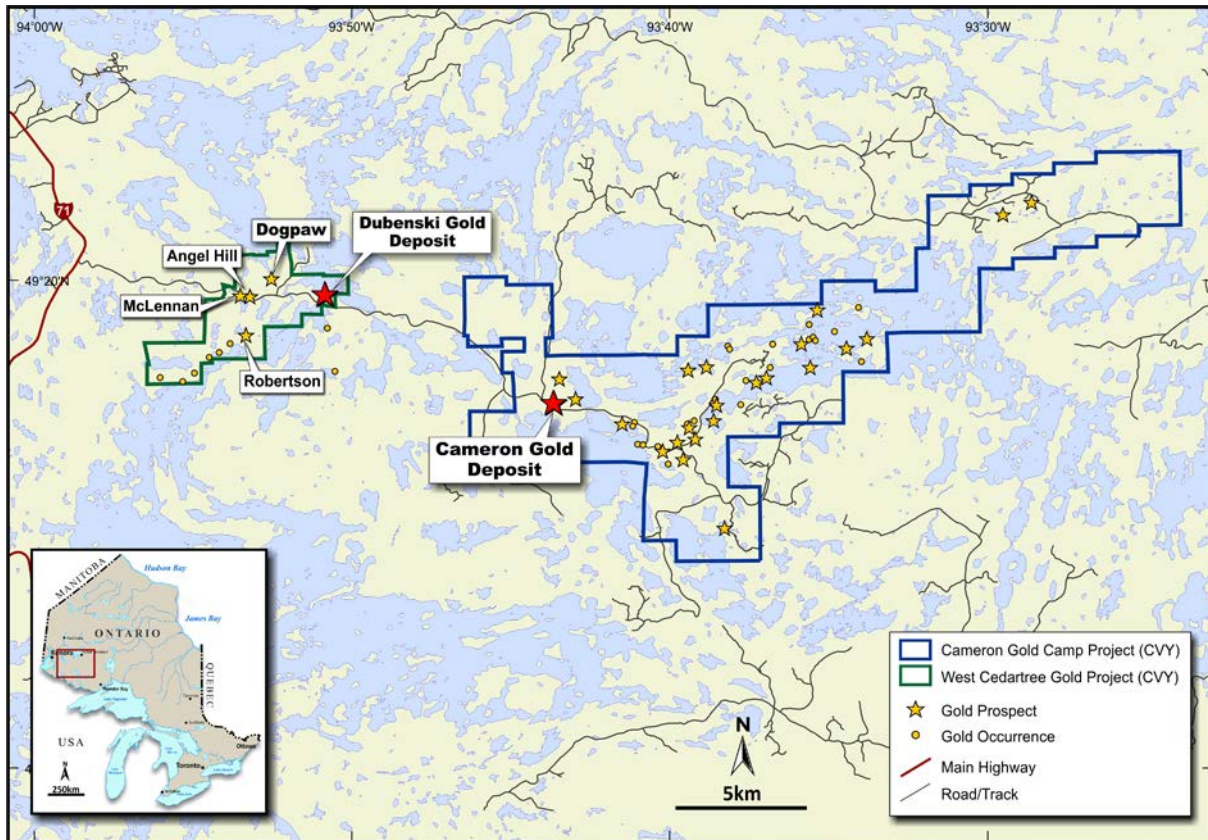 94°00'W
93°50'W
93°40'W
93°30'W
71
Dogpaw
Dubenski Gold
Deposit
Angel Hill
49°20'N
McLennan
Robertson
Cameron Gold
Deposit
MANITOBA
Hudson Bay
James Bay
ONTARIO
Kenora
Thunder Bay
QUEBEC
USA
Ottawa
Toronto
N
250km
N
5km
Cameron Gold Camp Project (CVY)
West Cedartree Gold Project (CVY)
Gold Prospect
Gold Occurrence
Main Highway
Road/Track